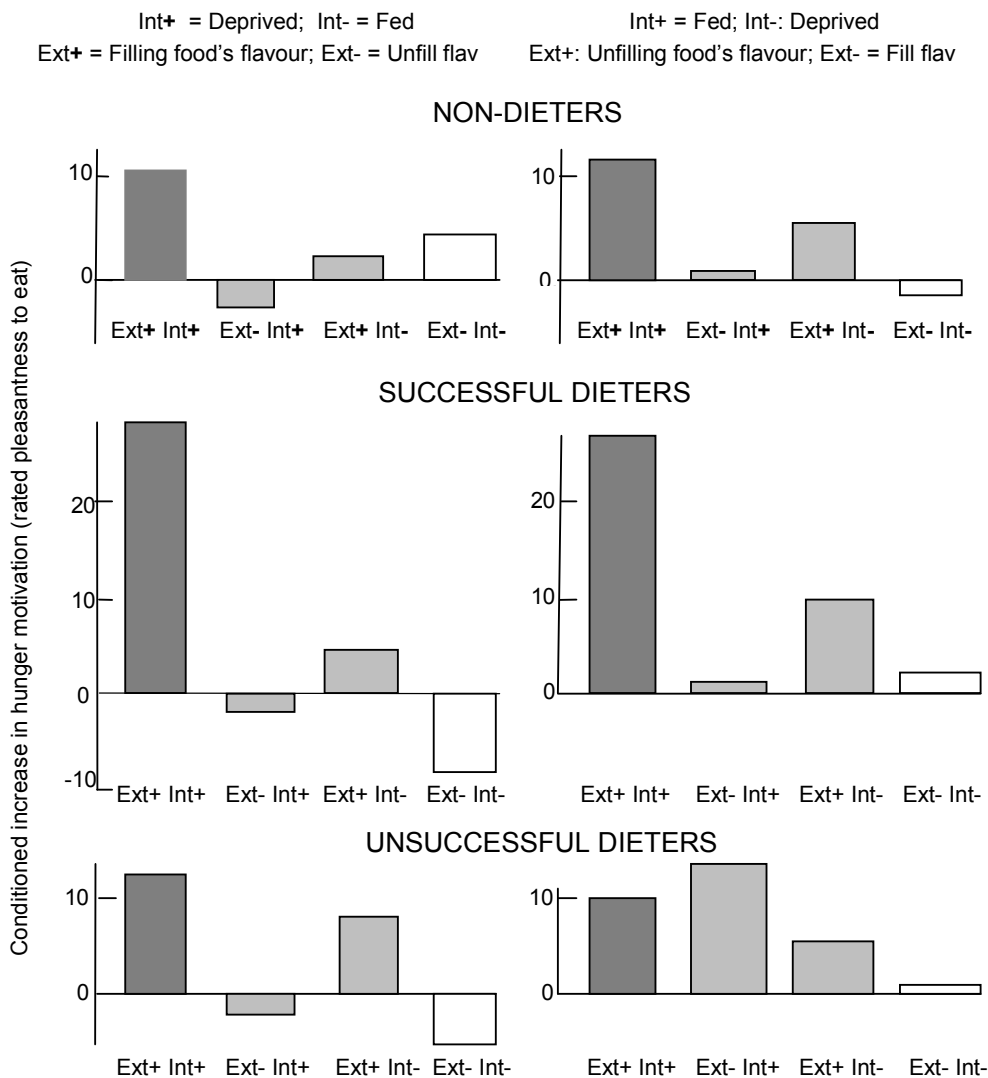 Int+ = Deprived; Int- = Fed
Ext+ = Filling food's flavour; Ext- = Unfill flav
Int+ = Fed; Int-: Deprived
Ext+: Unfilling food's flavour; Ext- = Fill flav
Conditioned increase in hunger motivation (rated pleasantness to eat)
NON-DIETERS
10
0
Ext+ Int+ Ext- Int+ Ext+ Int- Ext- Int-
10
0
Ext+ Int+ Ext- Int+ Ext+ Int- Ext- Int-
SUCCESSFUL DIETERS
20
10
0
-10
Ext+ Int+ Ext- Int+ Ext+ Int- Ext- Int-
20
10
0
Ext+ Int+ Ext- Int+ Ext+ Int- Ext- Int-
UNSUCCESSFUL DIETERS
10
0
Ext+ Int+ Ext- Int+ Ext+ Int- Ext- Int-
10
0
Ext+ Int+ Ext- Int+ Ext+ Int- Ext- Int-